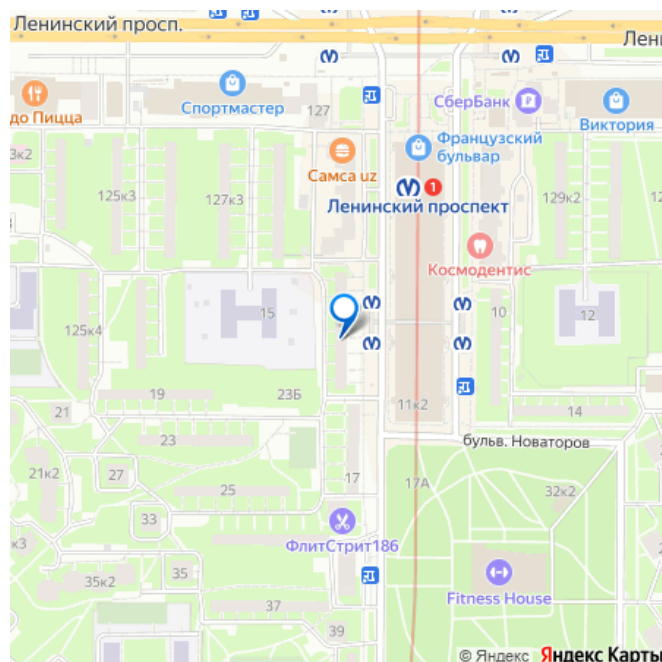 Ленинский просп.
Лен
Спортмастер
127
СберБанк
до Пицца
Виктория
Французский
бульвар
3к2
Самса uz
1
125к3
127к3
129к2
Ленинский проспект
Космодентис
15
10
12
125к4
19
23Б
11к2
14
21
23
бульв. Новаторов
21к2
27
25
17
17А
32к2
33
ФлитСтрит186
к3
35к2
35
Fitness House
37
39
© Яндекс Яндекс Карты